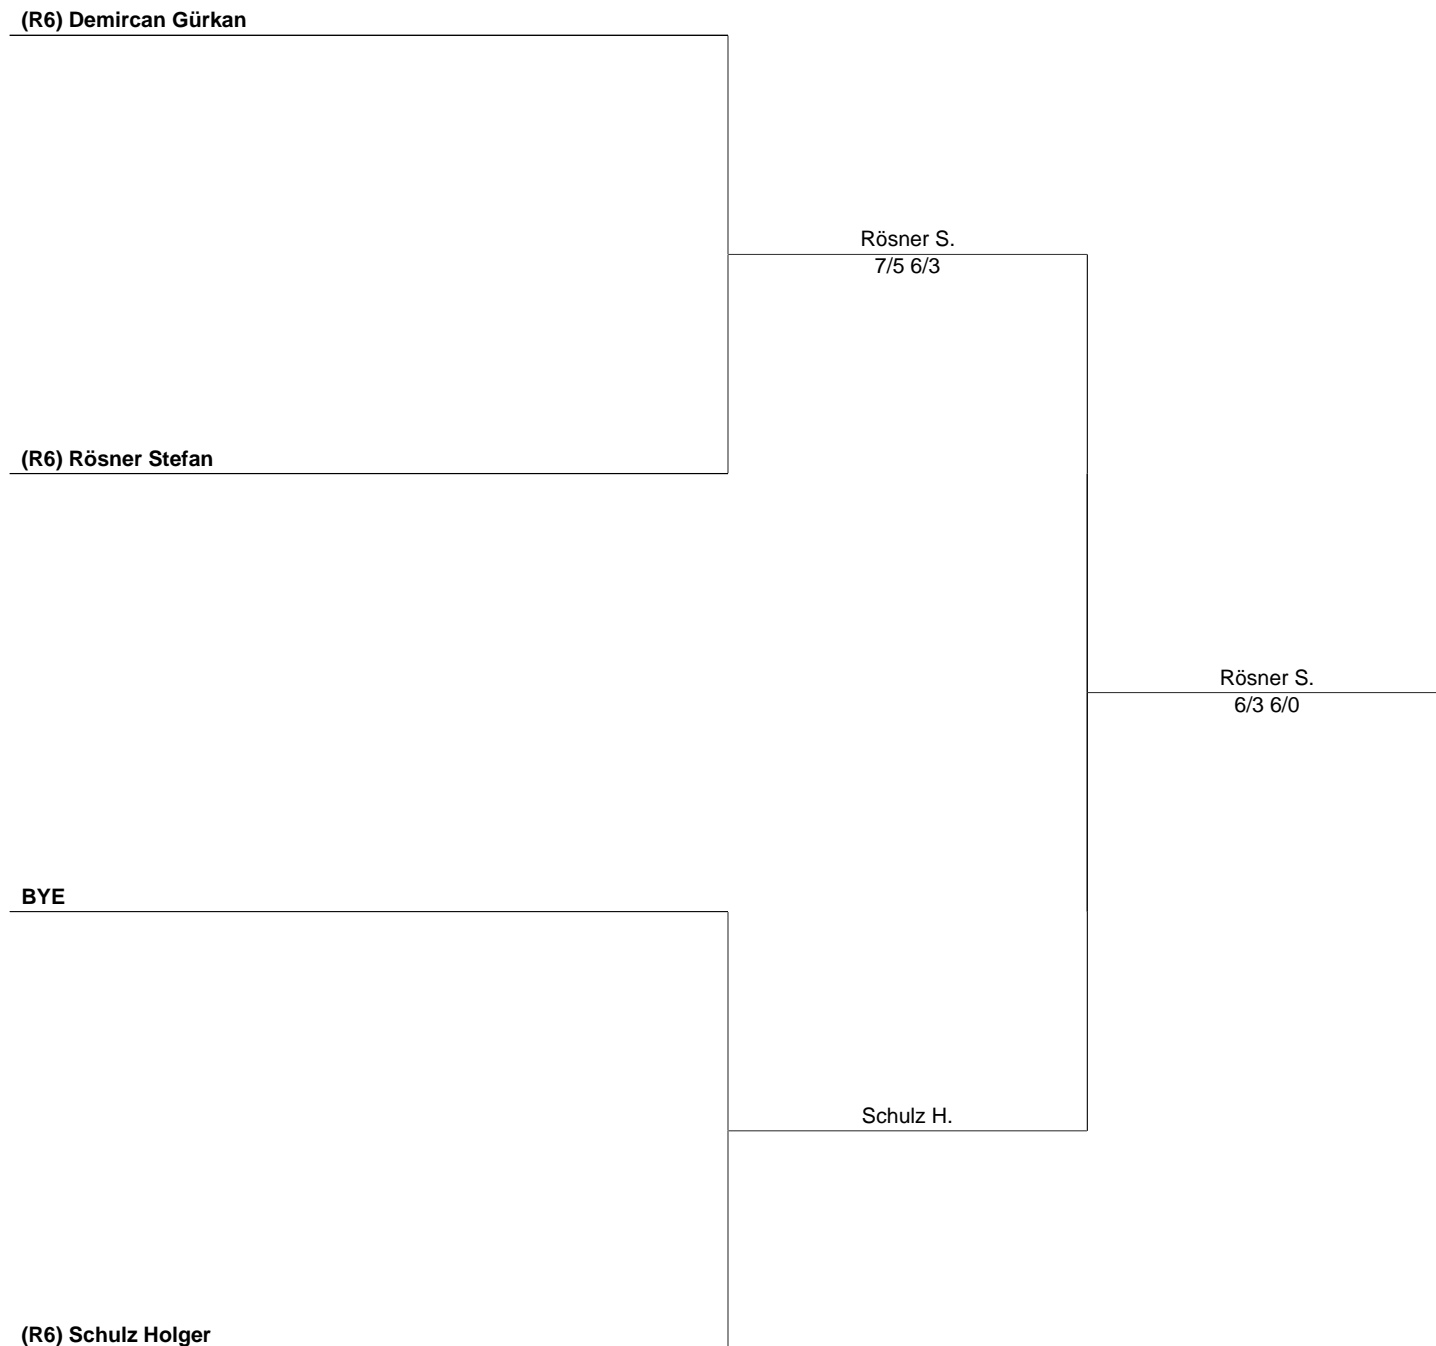 (R6) Demircan Gürkan
Rösner S.
7/5 6/3
(R6) Rösner Stefan
Rösner S.
6/3 6/0
BYE
Schulz H.
(R6) Schulz Holger